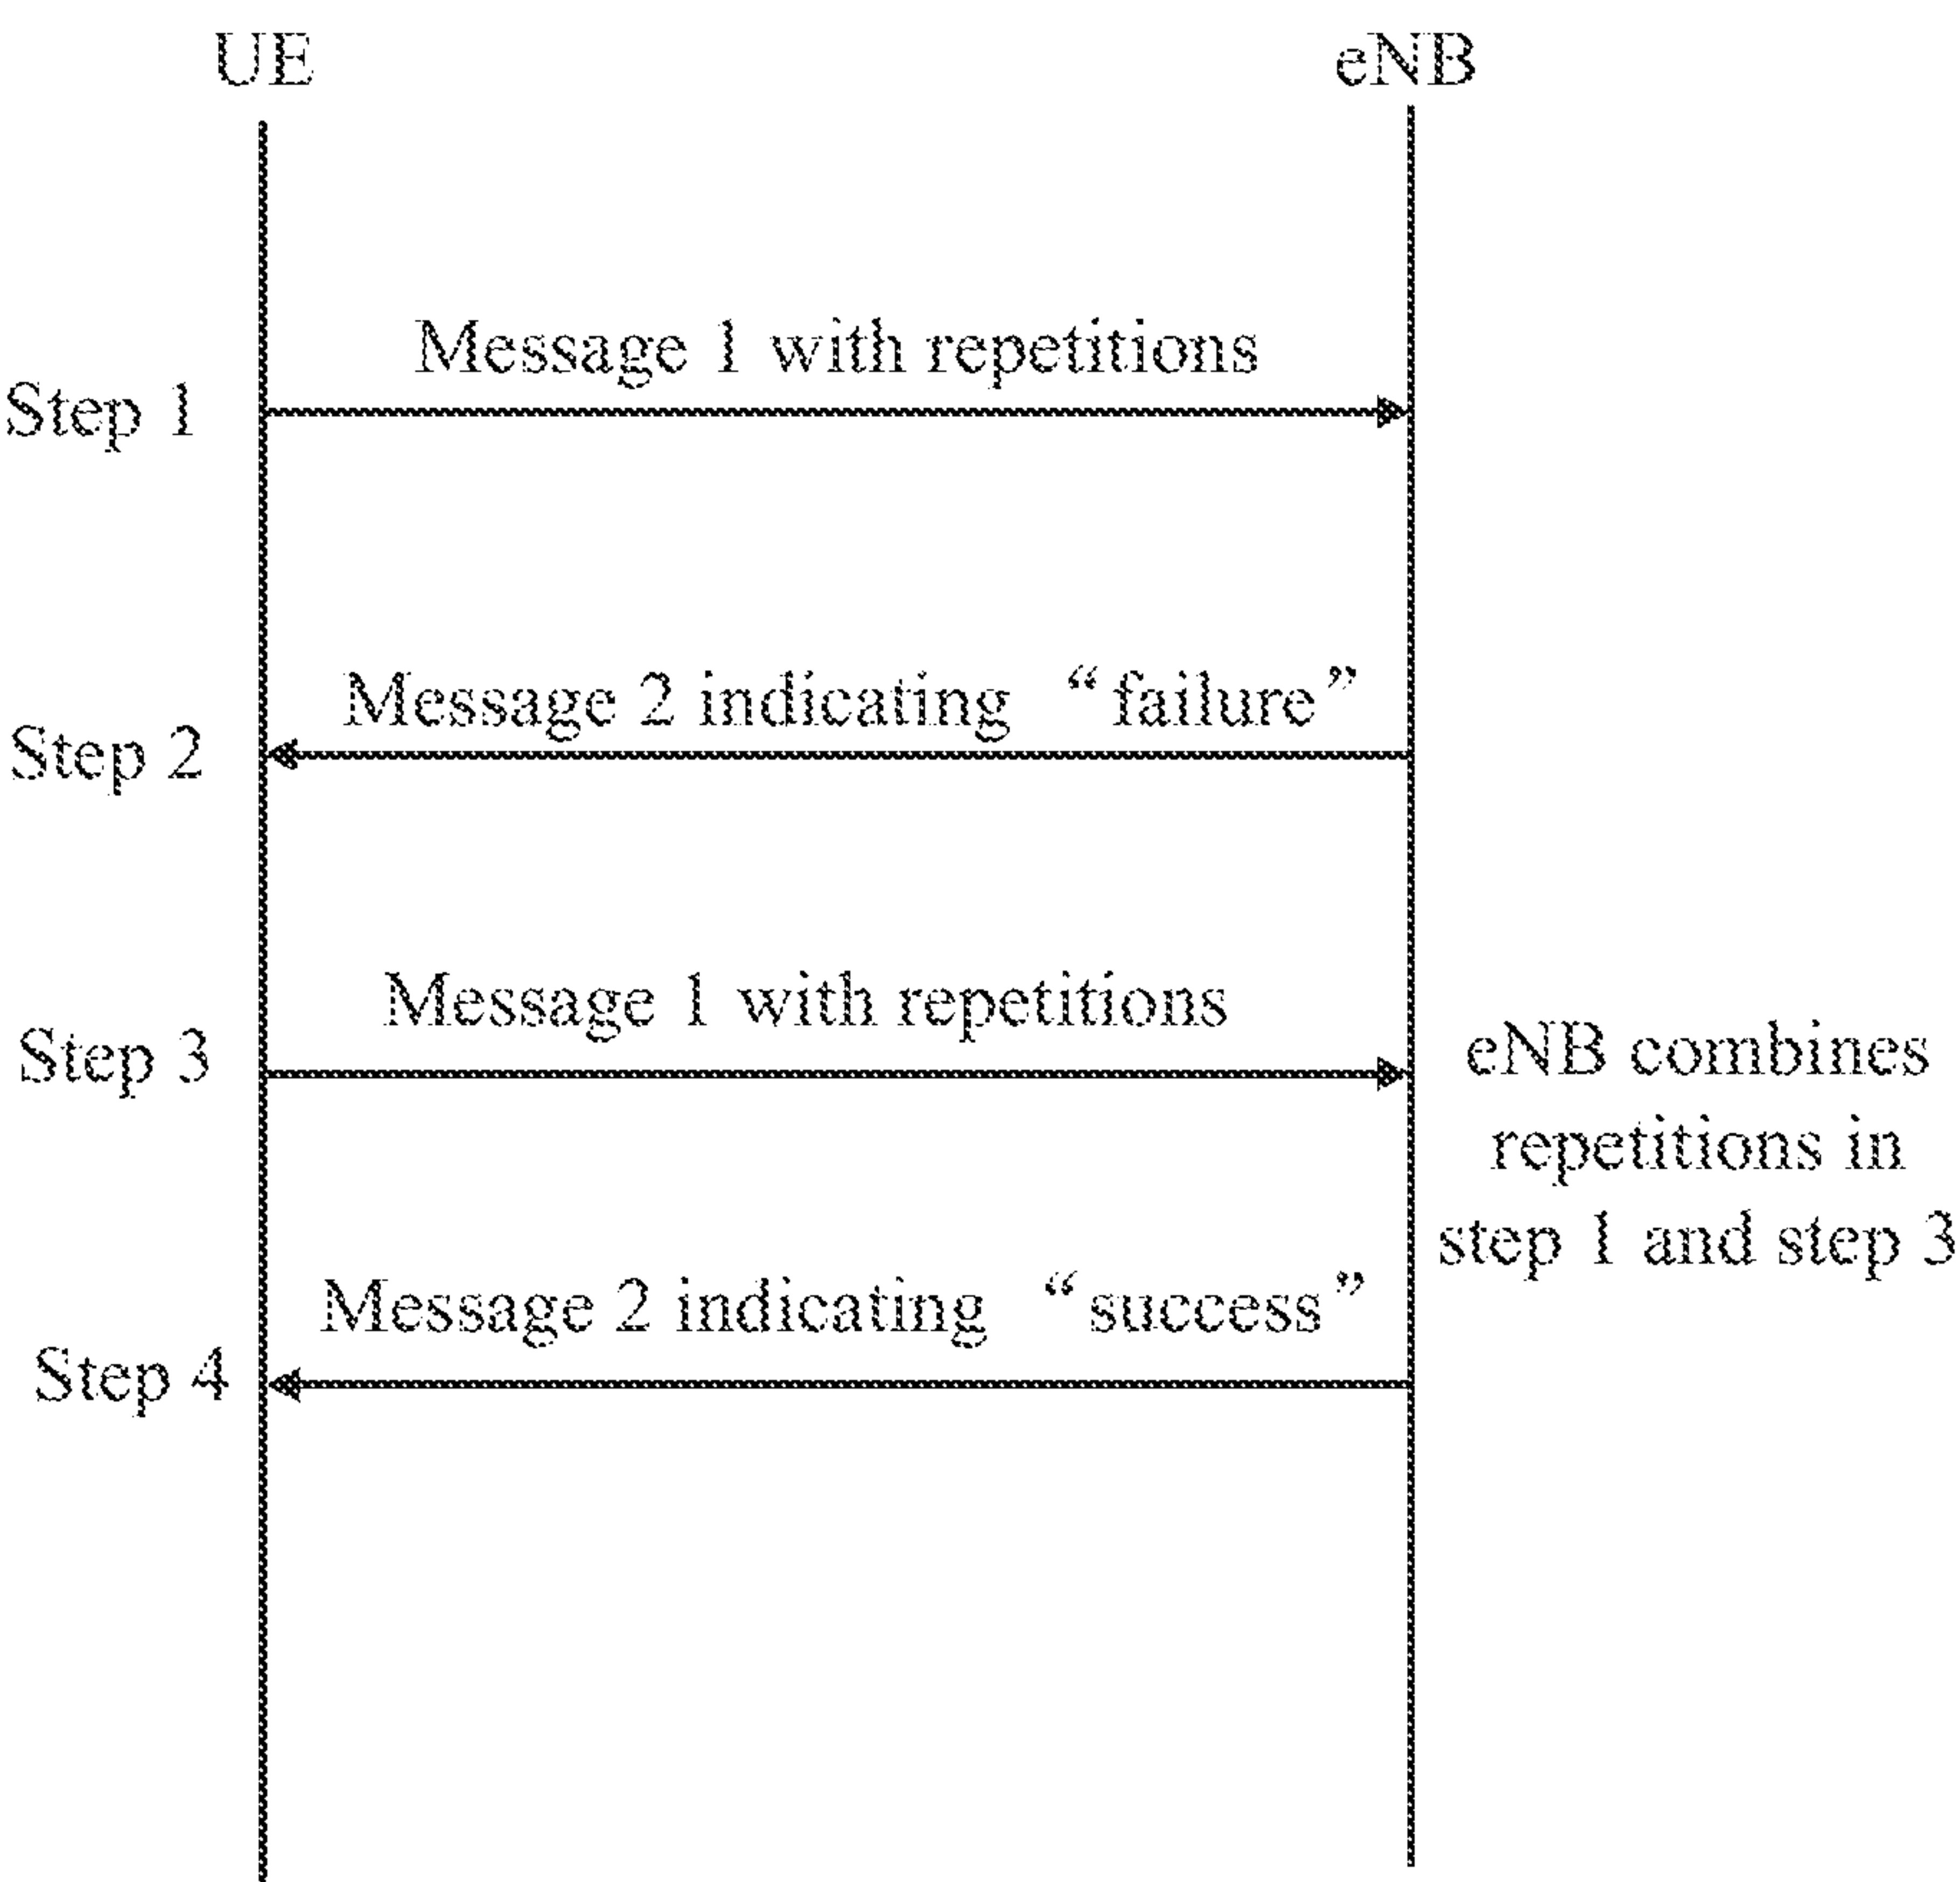 UE
eNB
Message 1 with repetitions
Step 1
Message 2 indicating “failure”
Step 2
Message 1 with repetitions
Step 3
eNB combines
repetitions in
step 1 and step 3
Message 2 indicating “success”
Step 4